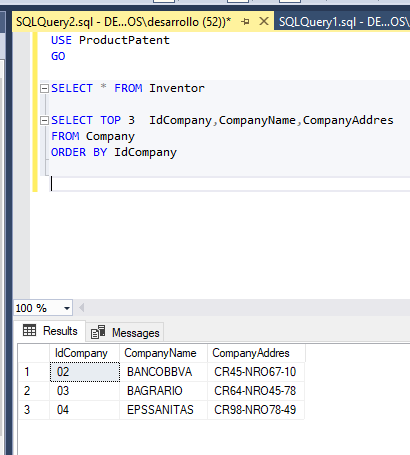 SQLQuery2.sql - DE...OS\desarrollo (52))* SQLQuery1.sql - DE...OS
USE ProductPatent
GO
SELECT * FROM Inventor
SELECT TOP 3 IdCompany,CompanyName,CompanyAddres
FROM Company
ORDER BY IdCompany
100 %
Results Messages
IdCompany CompanyName CompanyAddres
1 02 BANCOBBVA CR45-NRO67-10
2 03 BAGRARIO CR64-NRO45-78
3 04 EPSSANITAS CR98-NRO78-49